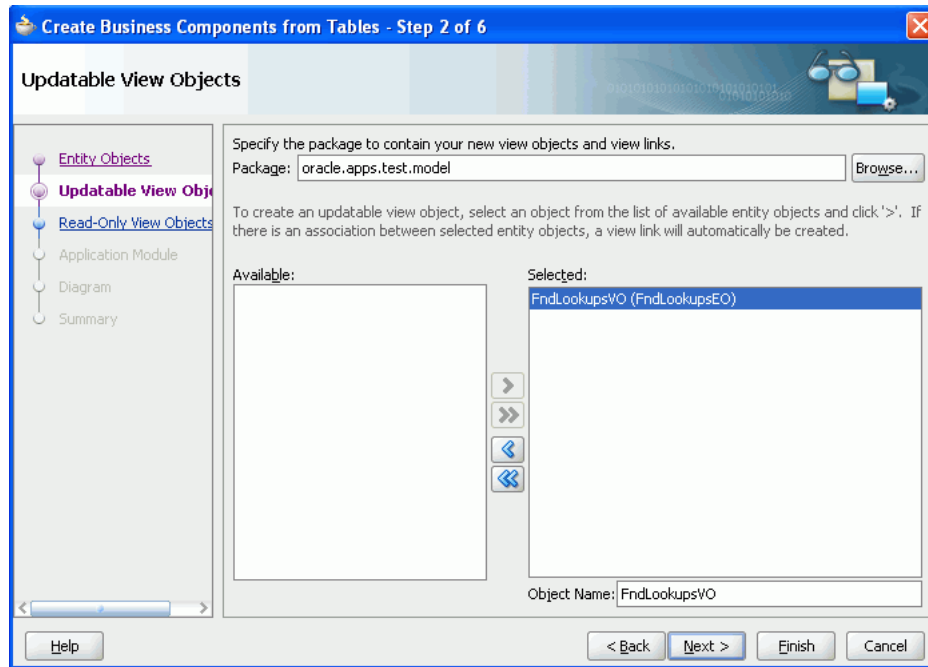 Create Business Components from Tables - Step 2 of 6
Updatable View Objects
Entity Objects
Updatable View Obje
Read-Only View Objects
Application Module
Diagram
Summary
Specify the package to contain your new view objects and view links.
Package: oracle.apps.test.model Browse...
To create an updatable view object, select an object from the list of available entity objects and click '>'. If
there is an association between selected entity objects, a view link will automatically be created.
Available:
Selected:
FndLookupsVO (FndLookupsEO)
Object Name: FndLookupsVO
Help
< Back
Next >
Finish
Cancel